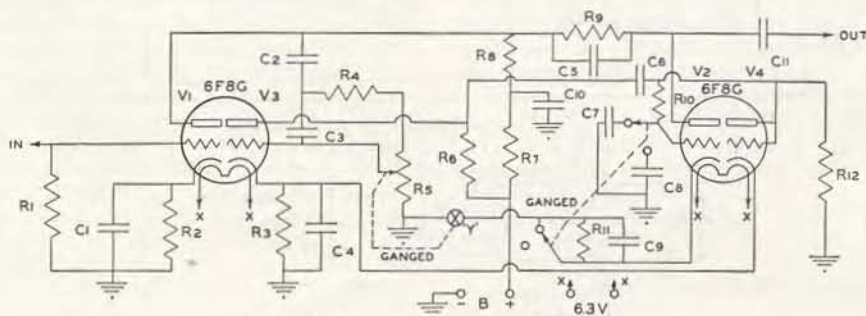 R9
R8
C2
R4
C5
C6
C11
OUT
V1
6F8G
V3
C10
C7
R10
V2
6F8G
V4
IN
C3
R5
R6
R7
C8
R12
R1
C1
R2
R3
C4
X
X
GANGED
Y
GANGED
R11
C9
X
X
- B +
X
X
6.3 V